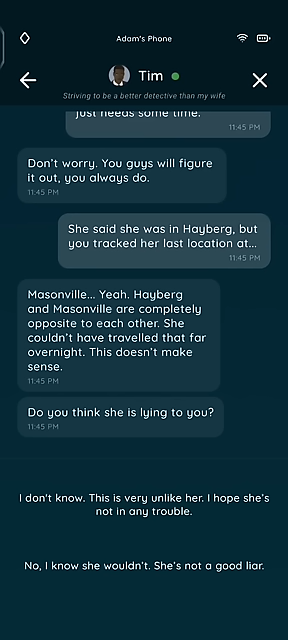 Adam's Phone
Tim
Striving to be a better detective than my wife
just needs some time.
11:45 PM
Don't worry. You guys will figure
it out, you always do.
11:45 PM
She said she was in Hayberg, but
you tracked her last location at...
11:45 PM
Masonville... Yeah. Hayberg
and Masonville are completely
opposite to each other. She
couldn't have travelled that far
overnight. This doesn't make
sense.
11:45 PM
Do you think she is lying to you?
11:45 PM
I don't know. This is very unlike her. I hope she's
not in any trouble.
No, I know she wouldn't. She's not a good liar.